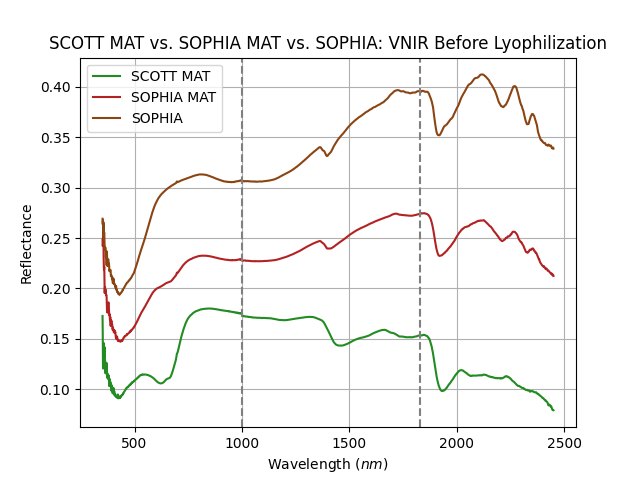 SCOTT MAT vs. SOPHIA MAT vs. SOPHIA: VNIR Before Lyophilization
SCOTT MAT
SOPHIA MAT
SOPHIA
0.40
0.35
0.30
0.25
0.20
0.15
0.10
Reflectance
500 1000 1500 2000 2500
Wavelength (nm)